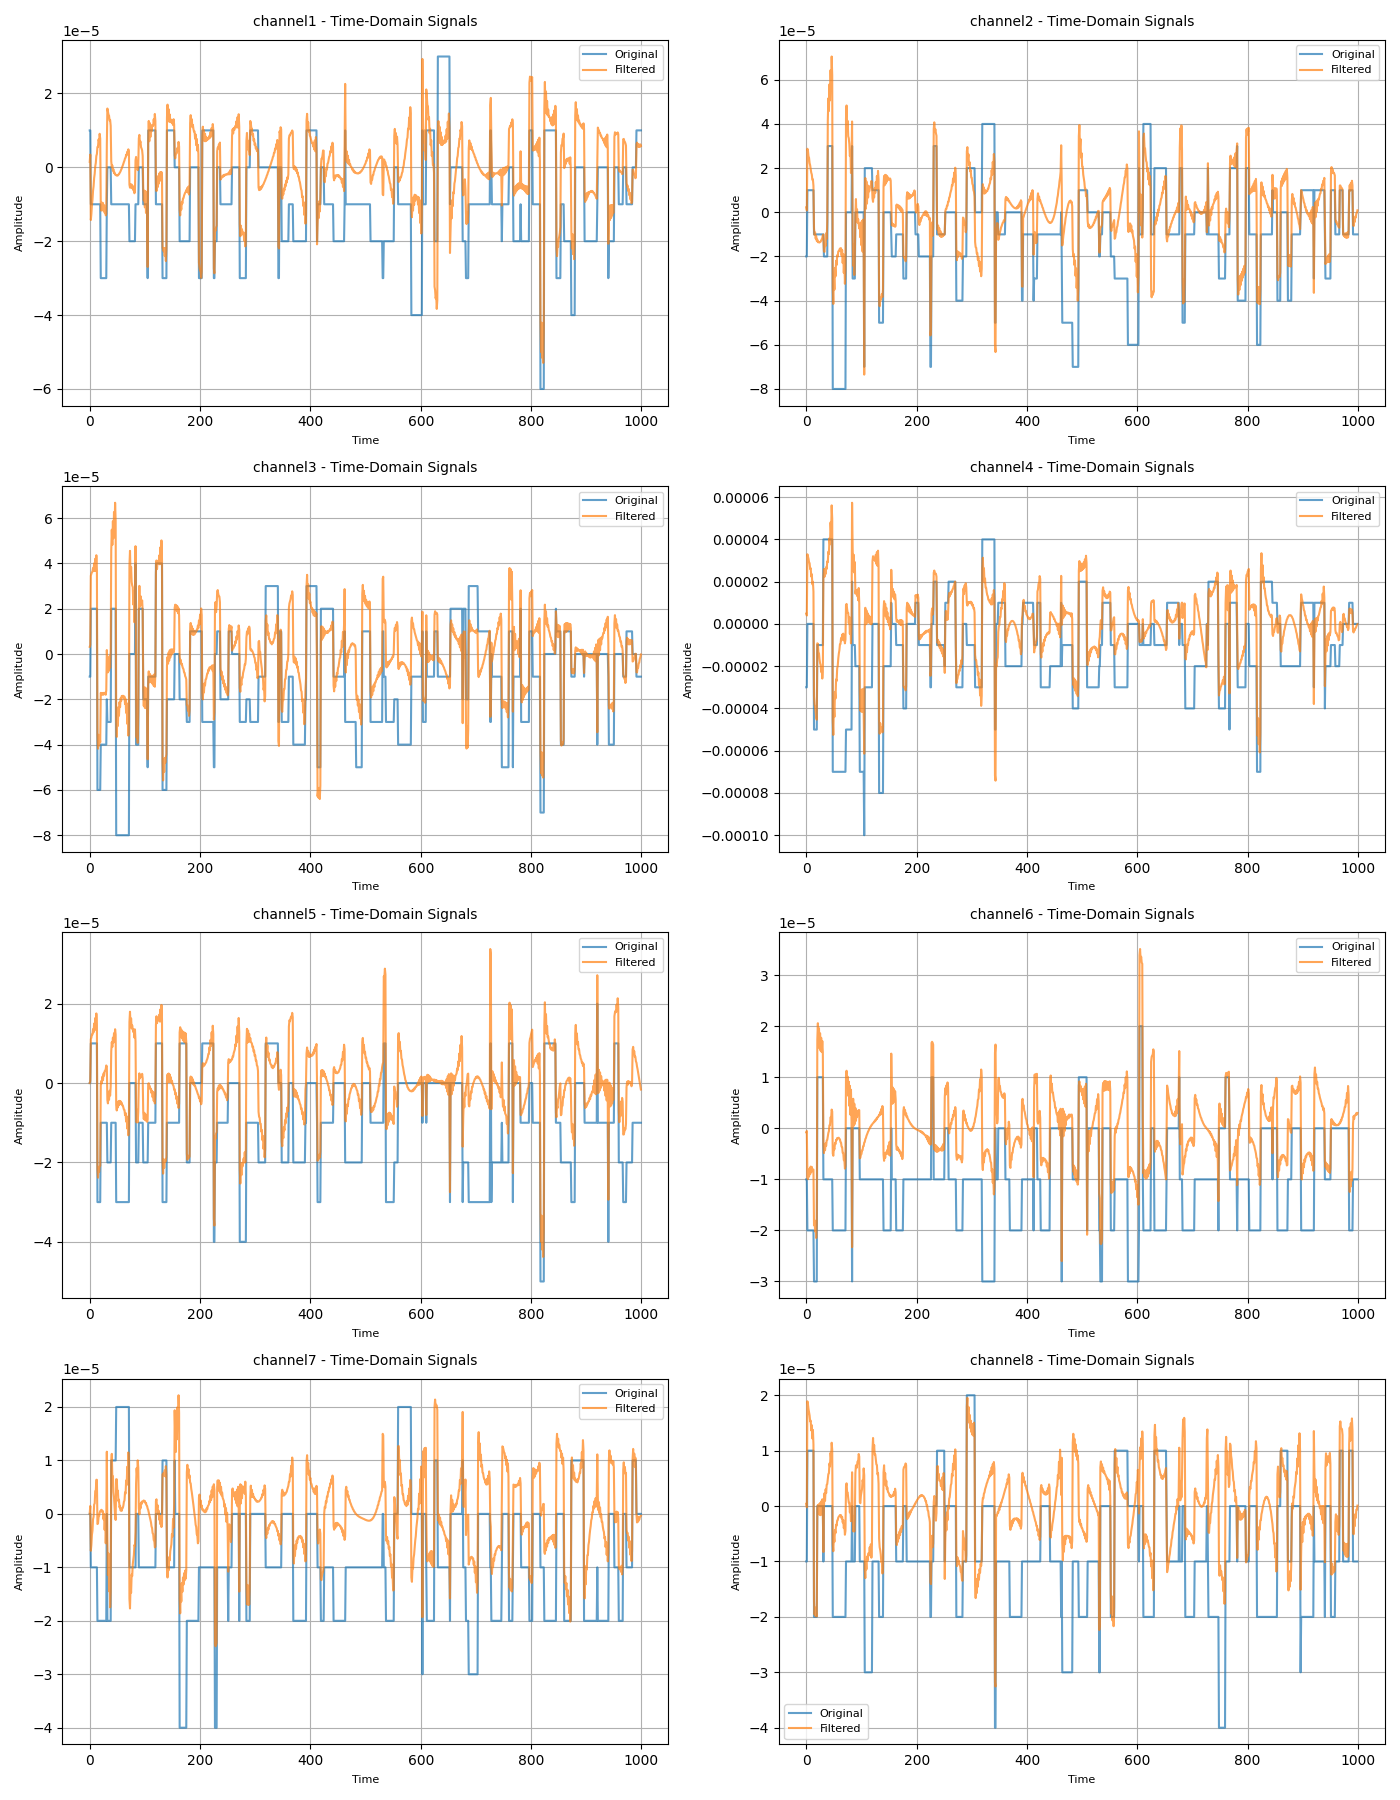 channel1 - Time-Domain Signals
1e−5
Original
Filtered
2
0
−2
−4
−6
Amplitude
0 200 400 600 800 1000
Time
channel2 - Time-Domain Signals
1e−5
Original
Filtered
6
4
2
0
−2
−4
−6
−8
Amplitude
0 200 400 600 800 1000
Time
channel3 - Time-Domain Signals
1e−5
Original
Filtered
6
4
2
0
−2
−4
−6
−8
Amplitude
0 200 400 600 800 1000
Time
channel4 - Time-Domain Signals
Original
Filtered
0.00006
0.00004
0.00002
0.00000
−0.00002
−0.00004
−0.00006
−0.00008
−0.00010
Amplitude
0 200 400 600 800 1000
Time
channel5 - Time-Domain Signals
1e−5
Original
Filtered
2
0
−2
−4
Amplitude
0 200 400 600 800 1000
Time
channel6 - Time-Domain Signals
1e−5
Original
Filtered
3
2
1
0
−1
−2
−3
Amplitude
0 200 400 600 800 1000
Time
channel7 - Time-Domain Signals
1e−5
Original
Filtered
2
1
0
−1
−2
−3
−4
Amplitude
0 200 400 600 800 1000
Time
channel8 - Time-Domain Signals
1e−5
2
1
0
−1
−2
−3
−4
Amplitude
Original
Filtered
0 200 400 600 800 1000
Time